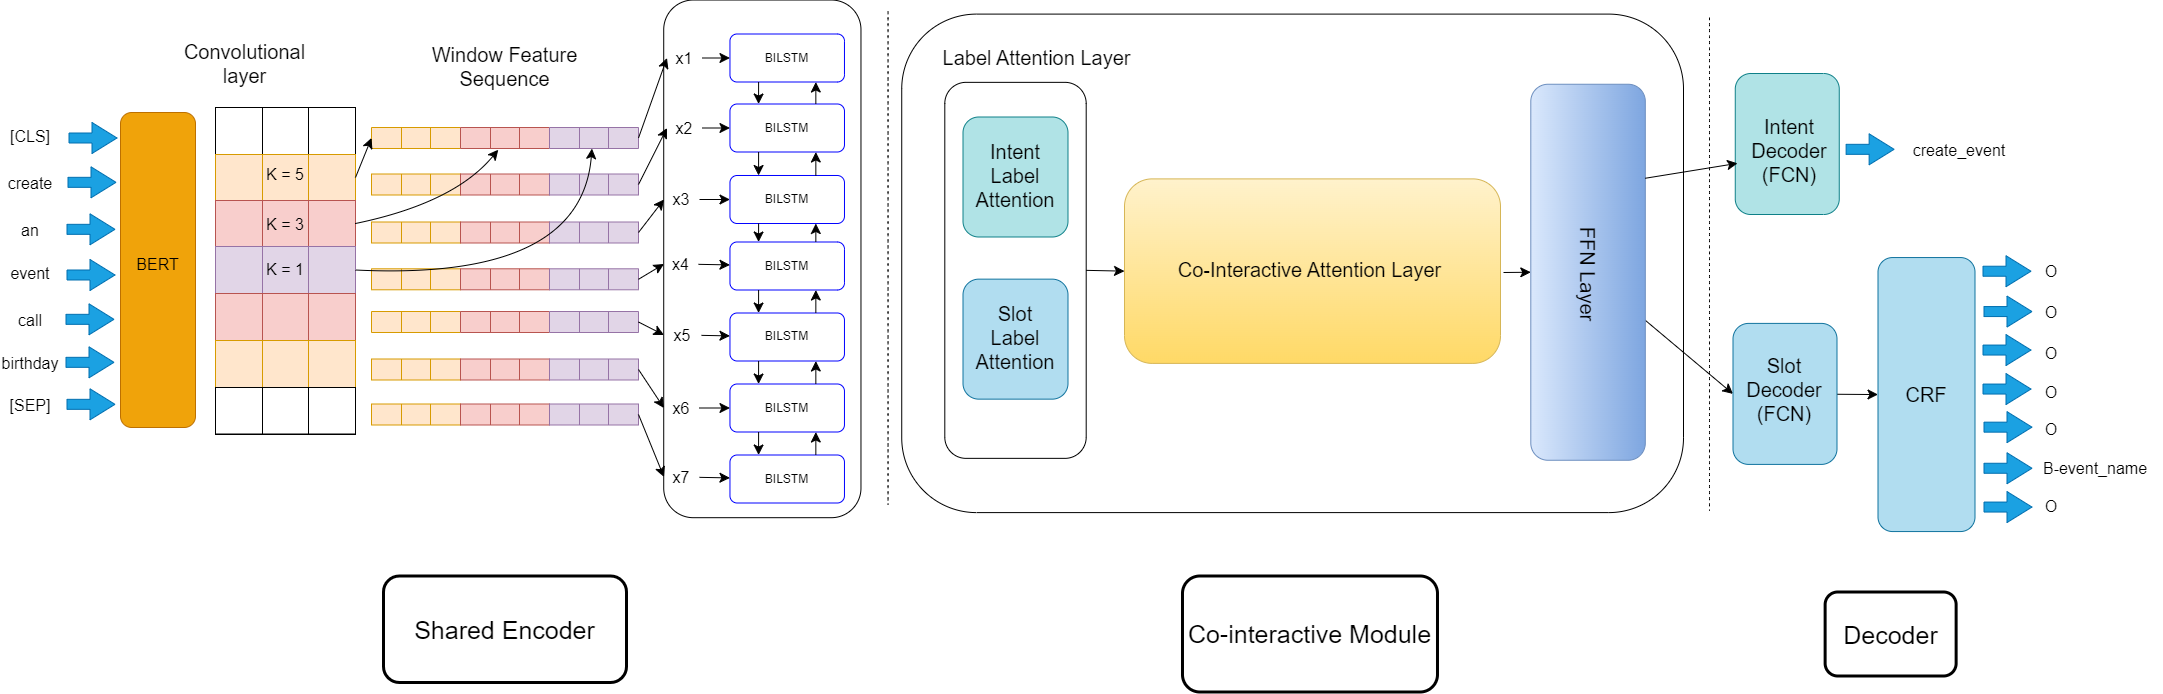 [CLS]
create
an
event
call
birthday
[SEP]
BERT
Convolutional
layer
K = 5
K = 3
K = 1
Window Feature
Sequence
x1
x2
x3
x4
x5
x6
x7
BILSTM
BILSTM
BILSTM
BILSTM
BILSTM
BILSTM
BILSTM
Label Attention Layer
Intent
Label
Attention
Slot
Label
Attention
Co-Interactive Attention Layer
FFN Layer
Intent
Decoder
(FCN)
create_event
Slot
Decoder
(FCN)
CRF
O
O
O
O
O
B-event_name
O
Shared Encoder
Co-interactive Module
Decoder